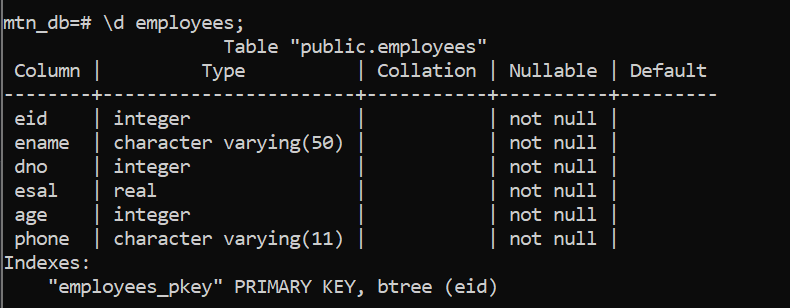 mtn_db=# \d employees;
                    Table "public.employees"
 Column |         Type          | Collation | Nullable | Default
--------+-----------------------+-----------+----------+---------
 eid    | integer               |           | not null |
 ename  | character varying(50) |           | not null |
 dno    | integer               |           | not null |
 esal   | real                  |           | not null |
 age    | integer               |           | not null |
 phone  | character varying(11) |           | not null |
Indexes:
    "employees_pkey" PRIMARY KEY, btree (eid)